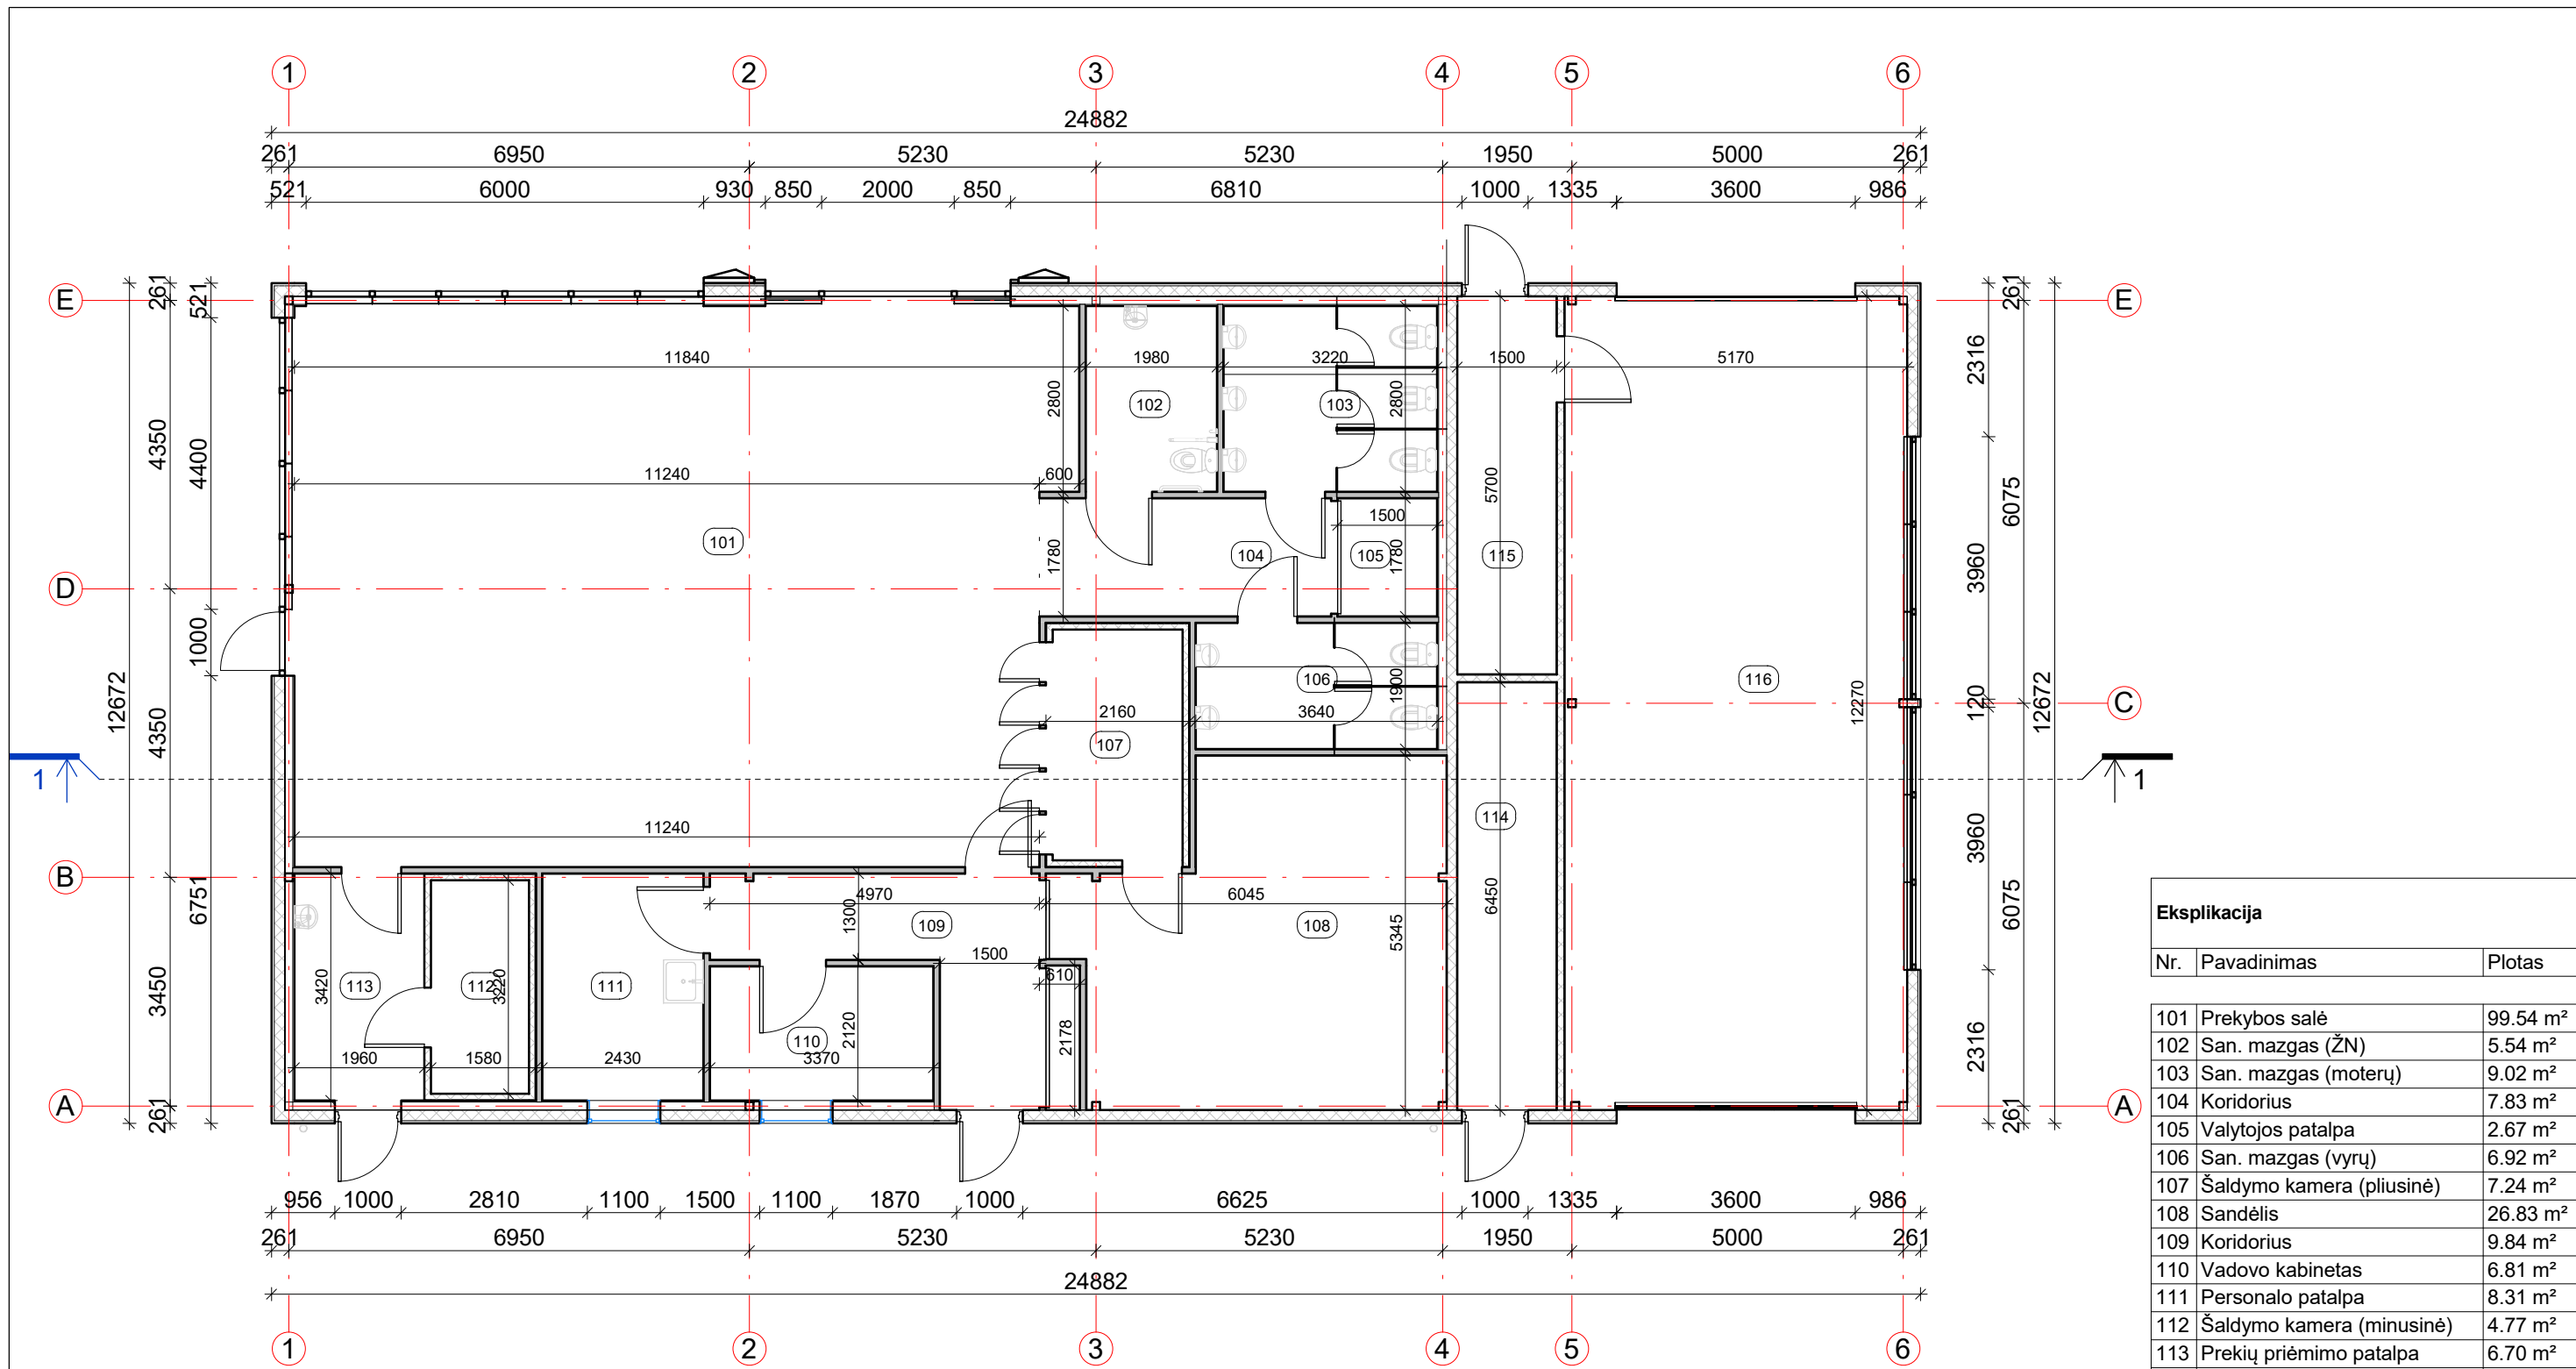 1 2 3 4 5 6
24882
261 6950 5230 5230 1950 5000 261
521 6000 930 850 2000 850 6810 1000 1335 3600 986
E E
D
C
B
A A
12672
261 4350 4350 3450 261
521 4400 1000 6751
261 6075 6075 261
2316 3960 120 3960 2316
12672
11840 1980 3220 1500 5170
2800 102 103 2800
11240 600
5700
1500
101 1780 104 105 1780 115
106 1900 116 12270
2160 3640
107
1 1
114
11240
4970 6045
1300 109 108 5345 6450
1500
610
113 3420 112 3220 111
110 2120 2178
1960 1580 2430 3370
956 1000 2810 1100 1500 1100 1870 1000 6625 1000 1335 3600 986
261 6950 5230 5230 1950 5000 261
24882
1 2 3 4 5 6
Eksplikacija
Nr. Pavadinimas Plotas
101 Prekybos salė 99.54 m²
102 San. mazgas (ŽN) 5.54 m²
103 San. mazgas (moterų) 9.02 m²
104 Koridorius 7.83 m²
105 Valytojos patalpa 2.67 m²
106 San. mazgas (vyrų) 6.92 m²
107 Šaldymo kamera (pliusinė) 7.24 m²
108 Sandėlis 26.83 m²
109 Koridorius 9.84 m²
110 Vadovo kabinetas 6.81 m²
111 Personalo patalpa 8.31 m²
112 Šaldymo kamera (minusinė) 4.77 m²
113 Prekių priėmimo patalpa 6.70 m²